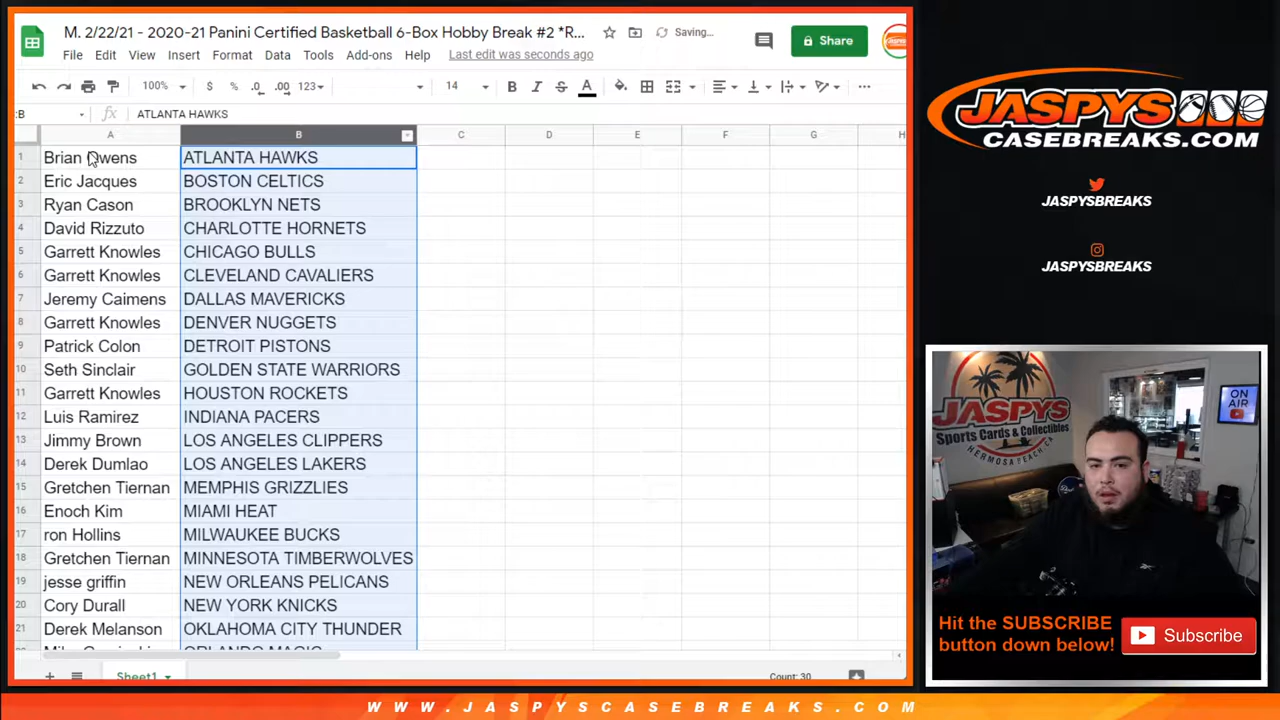 M. 2/22/21 - 2020-21 Panini Certified Basketball 6-Box Hobby Break #2 *R...
Saving...
Share
File Edit View Insert Format Data Tools Add-ons Help Last edit was seconds ago
100% $ % .0 .00 123 14 B I S A
:B fx ATLANTA HAWKS
A B C D E F G H
1 Brian Owens ATLANTA HAWKS
2 Eric Jacques BOSTON CELTICS
3 Ryan Cason BROOKLYN NETS
4 David Rizzuto CHARLOTTE HORNETS
5 Garrett Knowles CHICAGO BULLS
6 Garrett Knowles CLEVELAND CAVALIERS
7 Jeremy Caimens DALLAS MAVERICKS
8 Garrett Knowles DENVER NUGGETS
9 Patrick Colon DETROIT PISTONS
10 Seth Sinclair GOLDEN STATE WARRIORS
11 Garrett Knowles HOUSTON ROCKETS
12 Luis Ramirez INDIANA PACERS
13 Jimmy Brown LOS ANGELES CLIPPERS
14 Derek Dumlao LOS ANGELES LAKERS
15 Gretchen Tiernan MEMPHIS GRIZZLIES
16 Enoch Kim MIAMI HEAT
17 ron Hollins MILWAUKEE BUCKS
18 Gretchen Tiernan MINNESOTA TIMBERWOLVES
19 jesse griffin NEW ORLEANS PELICANS
20 Cory Durall NEW YORK KNICKS
21 Derek Melanson OKLAHOMA CITY THUNDER
ORLANDO MAGIC
Sheet1
Count: 30
JASPYS
CASEBREAKS.COM
JASPYSBREAKS
JASPYSBREAKS
JASPYS
Sports Cards & Collectibles
HERMOSA BEACH, CA
ON
AIR
Hit the SUBSCRIBE
button down below!
Subscribe
WWW.JASPYSCASEBREAKS.COM